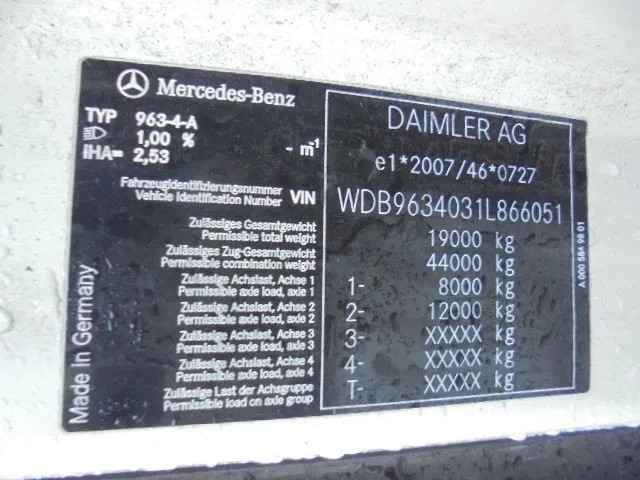 Mercedes-Benz
TYP 963-4-A
1,00 %
iHA= 2,53 - m-1
Fahrzeugidentifizierungsnummer
Vehicle Identification Number VIN
Zulässiges Gesamtgewicht
Permissible total weight
Zulässiges Zug-Gesamtgewicht
Permissible combination weight
Zulässige Achslast, Achse 1
Permissible axle load, axle 1
Zulässige Achslast, Achse 2
Permissible axle load, axle 2
Zulässige Achslast, Achse 3
Permissible axle load, axle 3
Zulässige Achslast, Achse 4
Permissible axle load, axle 4
Zulässige Last der Achsgruppe
Permissible load on axle group
Made in Germany
DAIMLER AG
e1*2007/46*0727
WDB9634031L866051
19000 kg
44000 kg
1- 8000 kg
2- 12000 kg
3- XXXXX kg
4- XXXXX kg
T- XXXXX kg
A 000 584 98 01